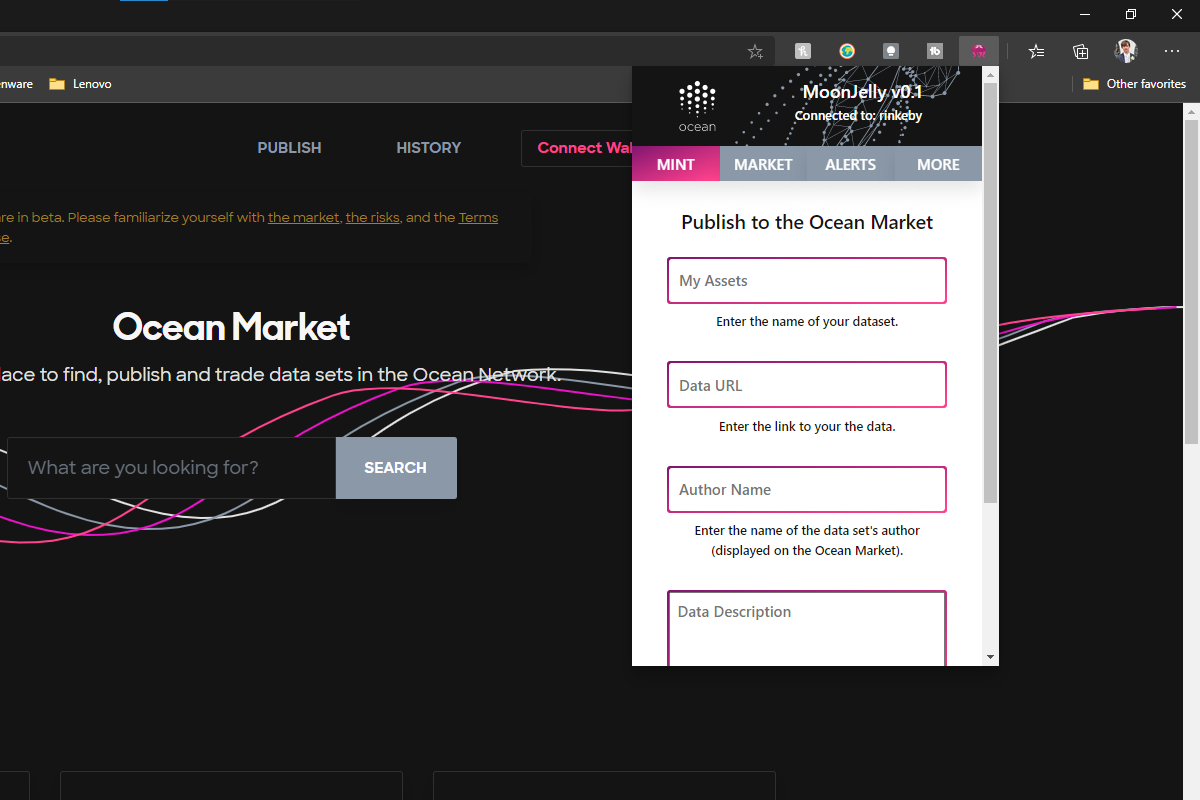 enware
Lenovo
Other favorites
PUBLISH
HISTORY
Connect Wal
re in beta. Please familiarize yourself with the market, the risks, and the Terms
se.
Ocean Market
lace to find, publish and trade data sets in the Ocean Network.
What are you looking for?
SEARCH
ocean
MoonJelly v0.1
Connected to: rinkeby
MINT
MARKET
ALERTS
MORE
Publish to the Ocean Market
My Assets
Enter the name of your dataset.
Data URL
Enter the link to your the data.
Author Name
Enter the name of the data set's author
(displayed on the Ocean Market).
Data Description